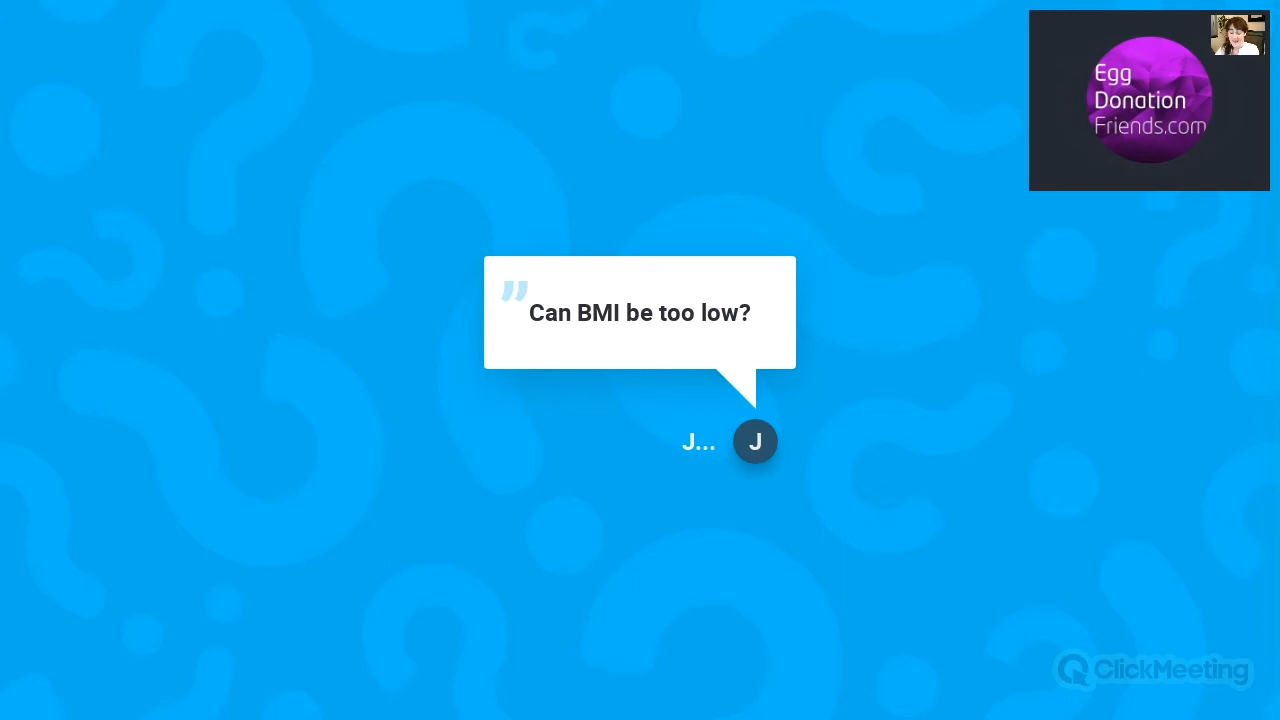 Egg
Donation
Friends.com
” Can BMI be too low?
J... J
ClickMeeting